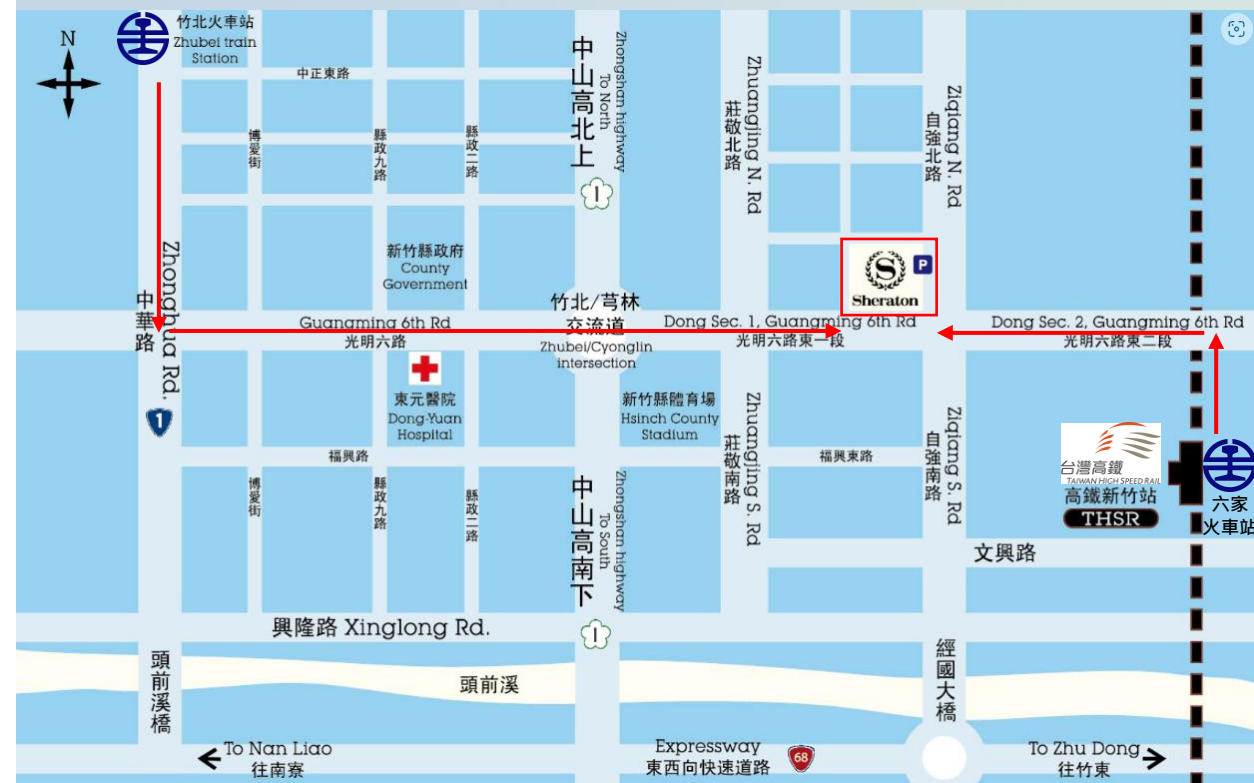 竹北火車站
Zhubei train
Station
N
中正東路
博愛街
縣政九路
縣政二路
中山高北上
Zhongshan highway
To North
1
莊敬北路
Zhuangjing N. Rd
自強北路
Ziqiang N. Rd
新竹縣政府
County
Government
S
P
Sheraton
中華路
Zhonghua Rd.
1
Guangming 6th Rd
光明六路
竹北/芎林
交流道
Zhubei/Cyonglin
intersection
Dong Sec. 1, Guangming 6th Rd
光明六路東一段
Dong Sec. 2, Guangming 6th Rd
光明六路東二段
東元醫院
Dong-Yuan
Hospital
新竹縣體育場
Hsinch County
Stadium
福興路
博愛街
縣政九路
縣政二路
中山高南下
Zhongshan highway
To South
1
莊敬南路
Zhuangjing S. Rd
福興東路
自強南路
Ziqiang S. Rd
台灣高鐵
TAIWAN HIGH SPEED RAIL
高鐵新竹站
THSR
六家
火車站
文興路
興隆路 Xinglong Rd.
頭前溪橋
頭前溪
經國大橋
To Nan Liao
往南寮
Expressway
東西向快速道路
68
To Zhu Dong
往竹東